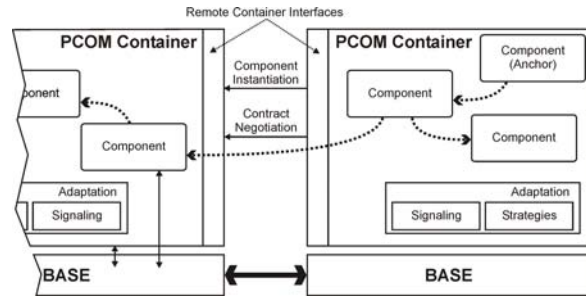 Remote Container Interfaces
PCOM Container
PCOM Container
Component
Instantiation
Contract
Negotiation
ponent
Component
Component
(Anchor)
Component
Component
Adaptation
Signaling
Adaptation
Signaling
Strategies
BASE
BASE